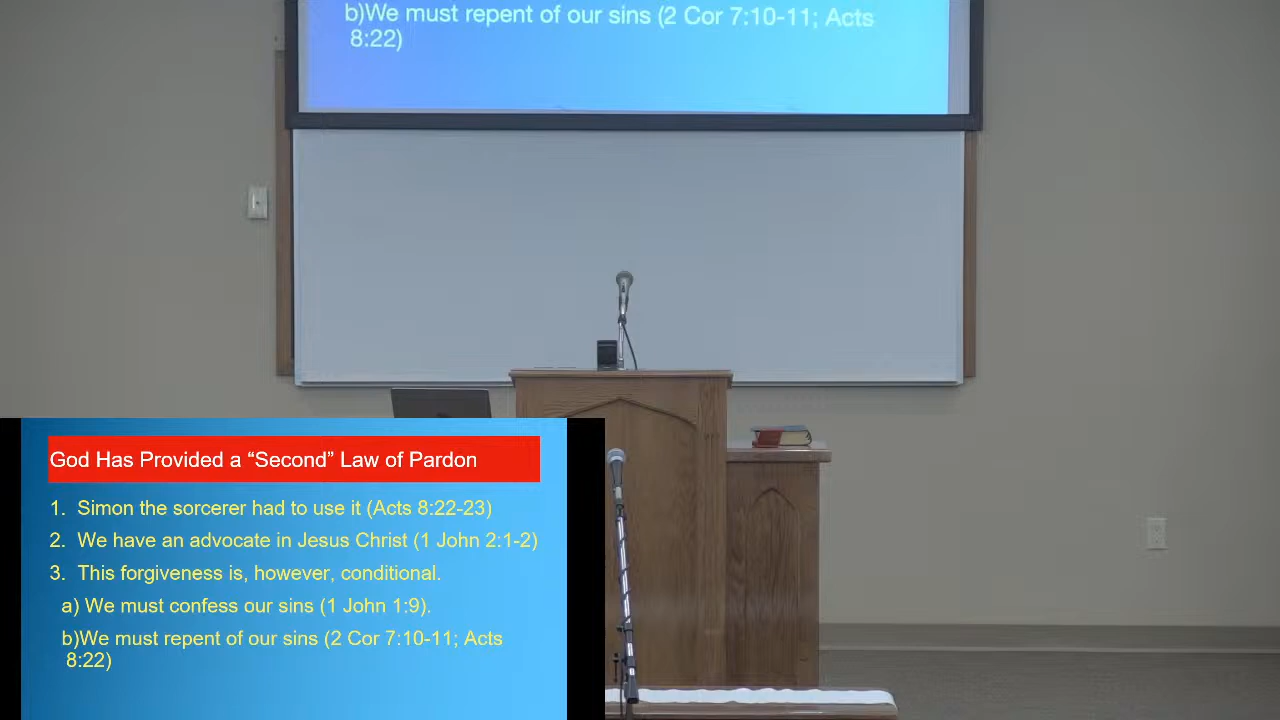 b)We must repent of our sins (2 Cor 7:10-11; Acts
8:22)
God Has Provided a “Second” Law of Pardon
1. Simon the sorcerer had to use it (Acts 8:22-23)
2. We have an advocate in Jesus Christ (1 John 2:1-2)
3. This forgiveness is, however, conditional.
a) We must confess our sins (1 John 1:9).
b)We must repent of our sins (2 Cor 7:10-11; Acts
8:22)